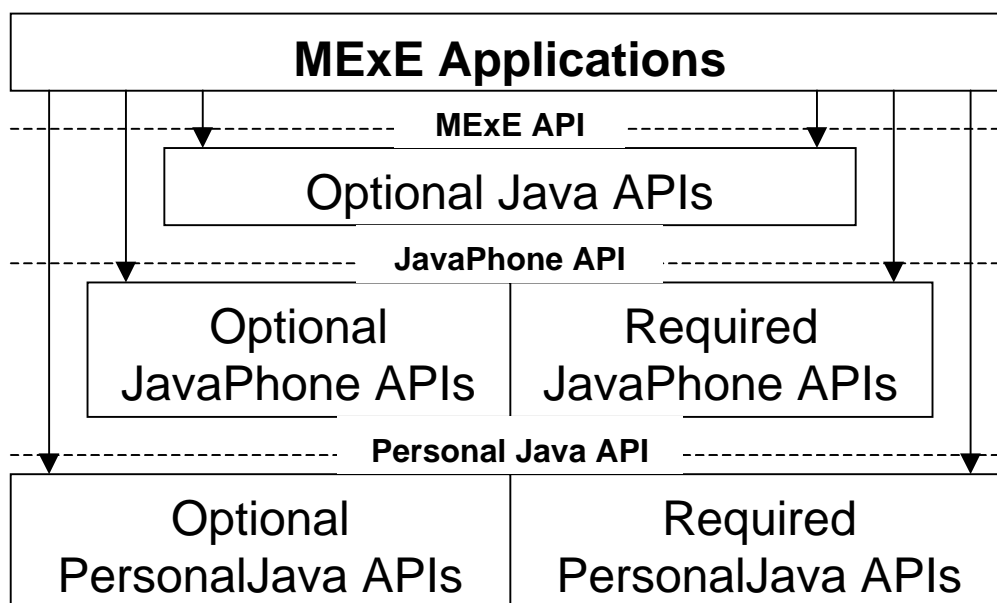 MExE Applications
MExE API
Optional Java APIs
JavaPhone API
Optional
JavaPhone APIs
Required
JavaPhone APIs
Personal Java API
Optional
PersonalJava APIs
Required
PersonalJava APIs